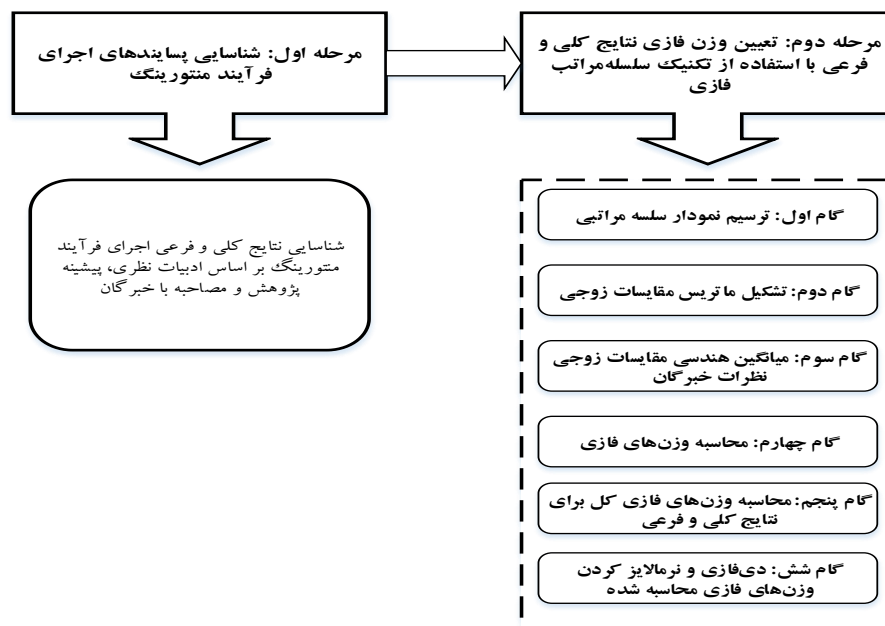 مرحله اول: شناسایی پسایندهای اجرای
فرآیند منتورینگ
شناسایی نتایج کلی و فرعی اجرای فرآیند
منتورینگ بر اساس ادبیات نظری، پیشینه
پژوهش و مصاحبه با خبرگان
مرحله دوم: تعیین وزن فازی نتایج کلی و
فرعی با استفاده از تکنیک سلسله‌مراتب
فازی
گام اول: ترسیم نمودار سلسه مراتبی
گام دوم: تشکیل ماتریس مقایسات زوجی
گام سوم: میانگین هندسی مقایسات زوجی
نظرات خبرگان
گام چهارم: محاسبه وزن‌های فازی
گام پنجم: محاسبه وزن‌های فازی کل برای
نتایج کلی و فرعی
گام شش: دی‌فازی و نرمالایز کردن
وزن‌های فازی محاسبه شده